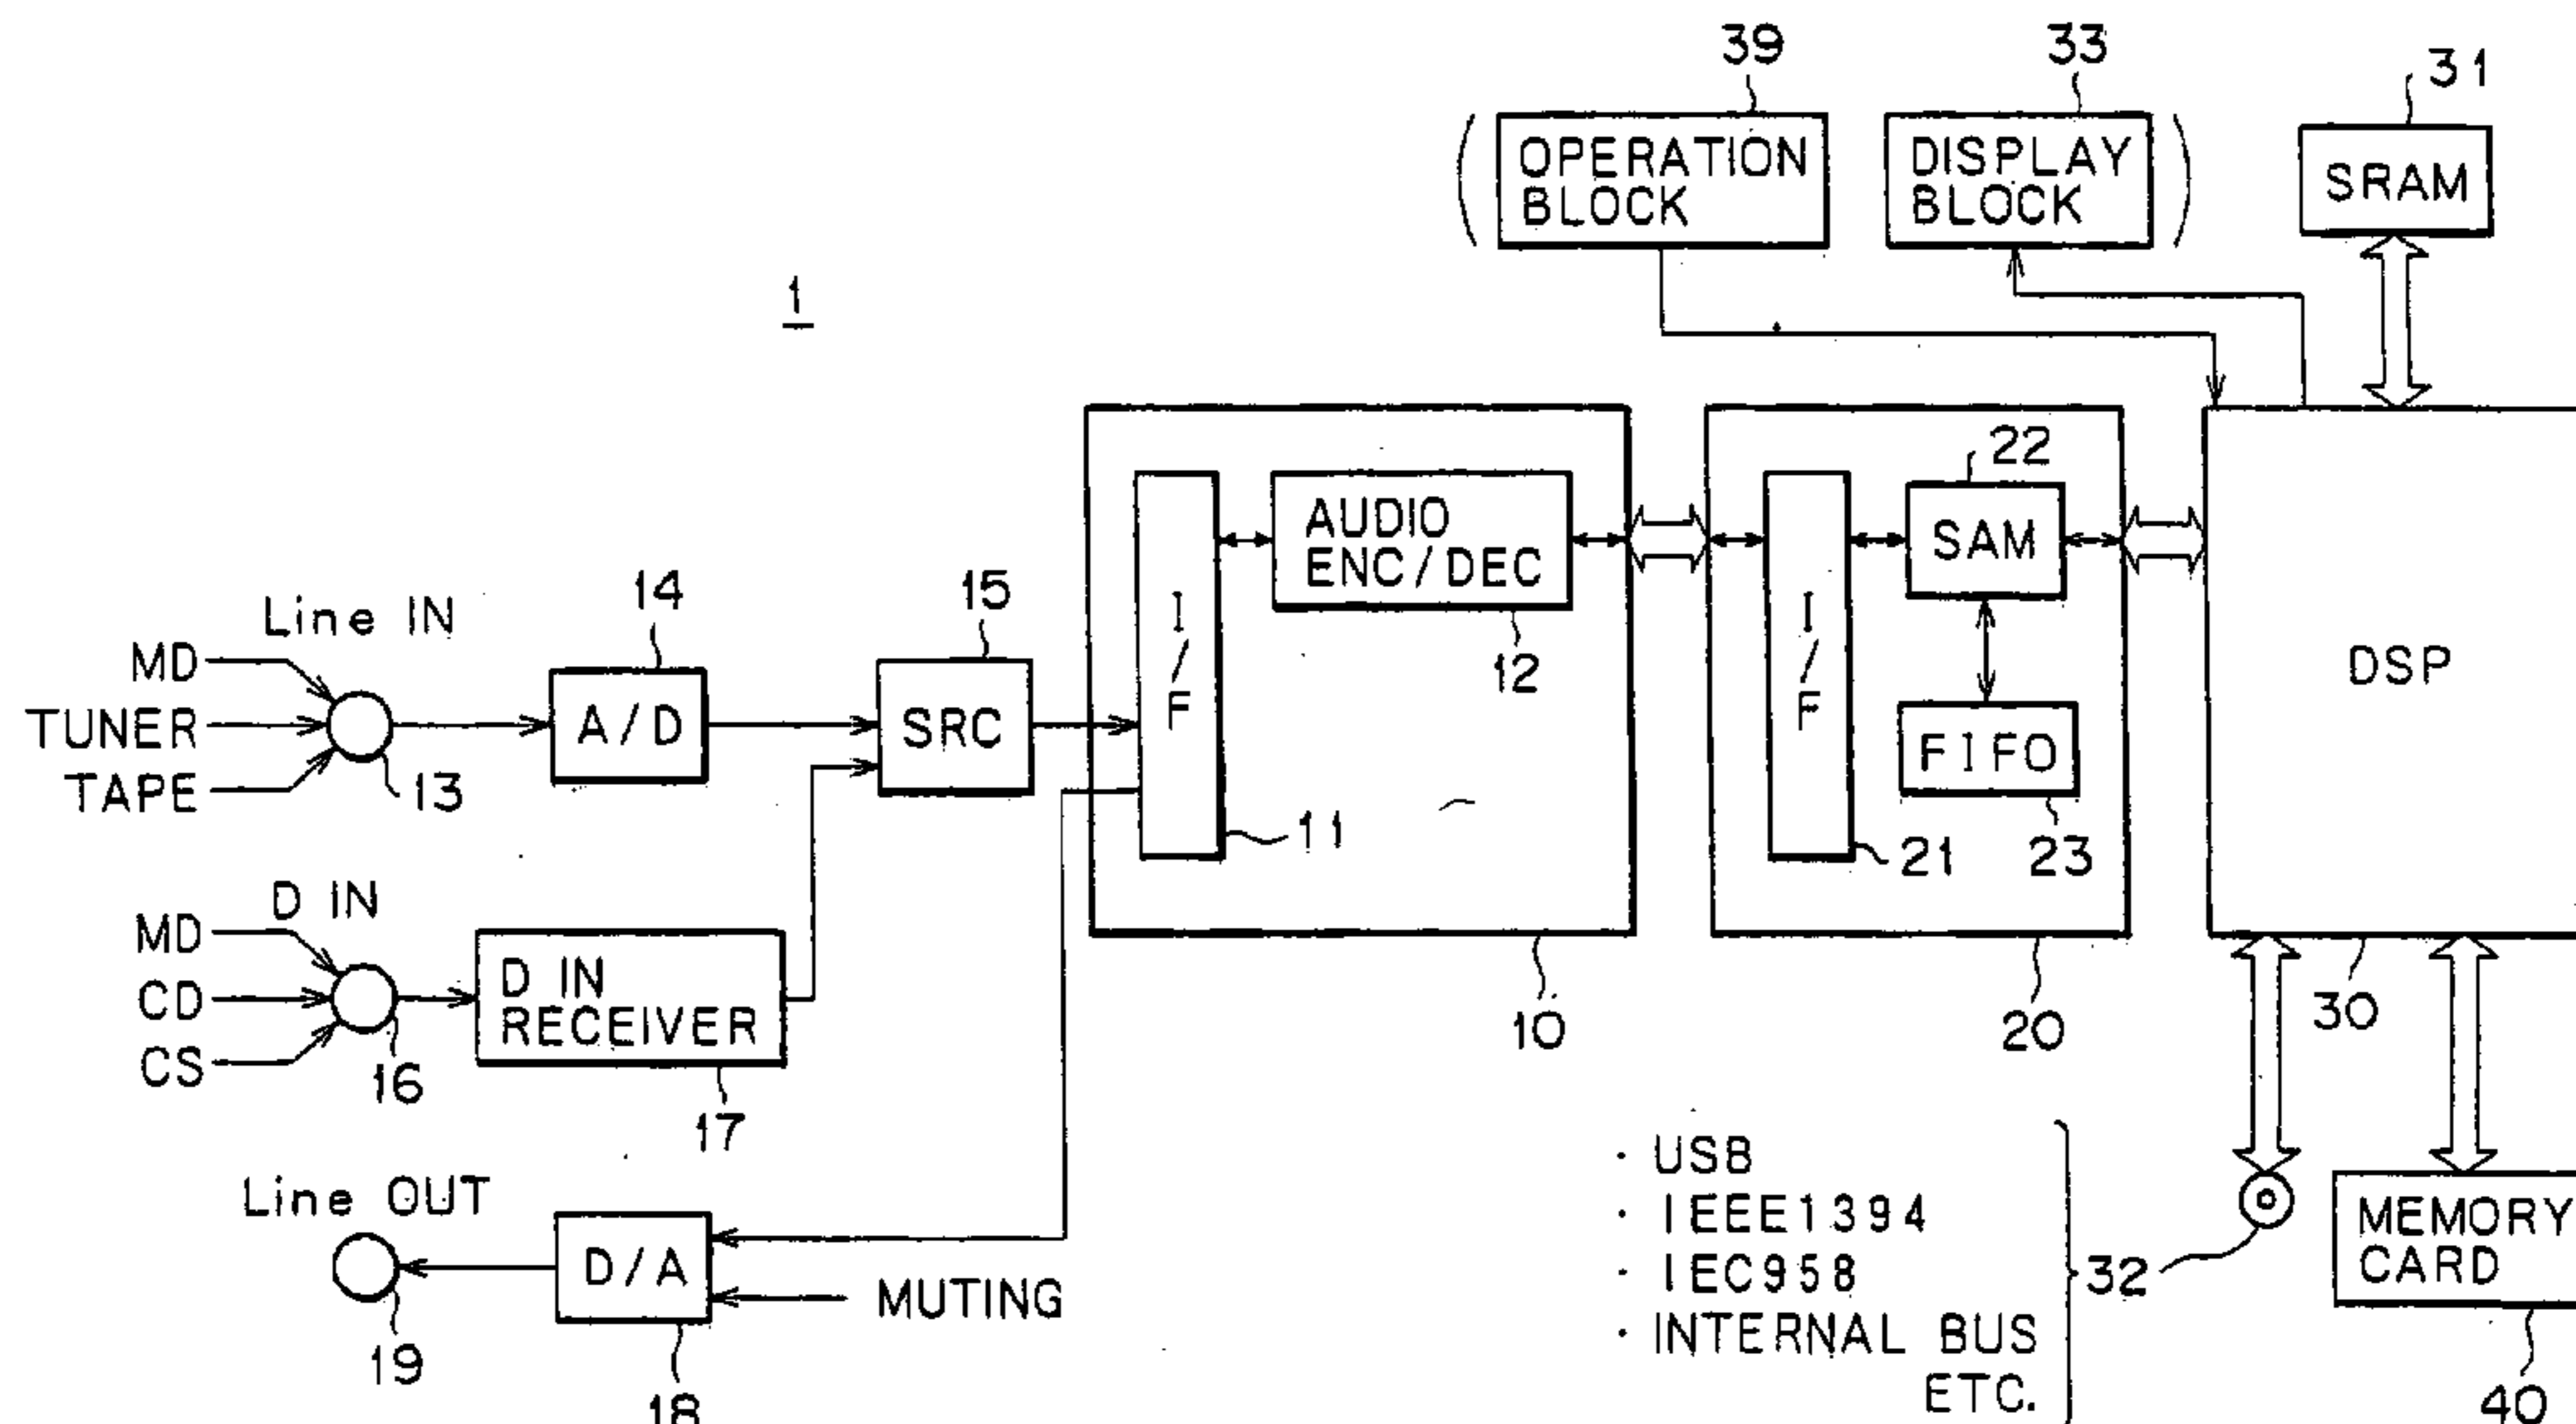 39
33
31
OPERATION
BLOCK
DISPLAY
BLOCK
SRAM
1
22
AUDIO
ENC/DEC
SAM
I/F
I/F
DSP
12
FIFO
23
11
21
14
15
Line IN
MD
TUNER
TAPE
13
A/D
SRC
D IN
MD
CD
CS
16
D IN
RECEIVER
17
10
20
30
Line OUT
19
D/A
MUTING
18
· USB
· IEEE1394
· IEC958
· INTERNAL BUS
ETC.
32
MEMORY
CARD
40